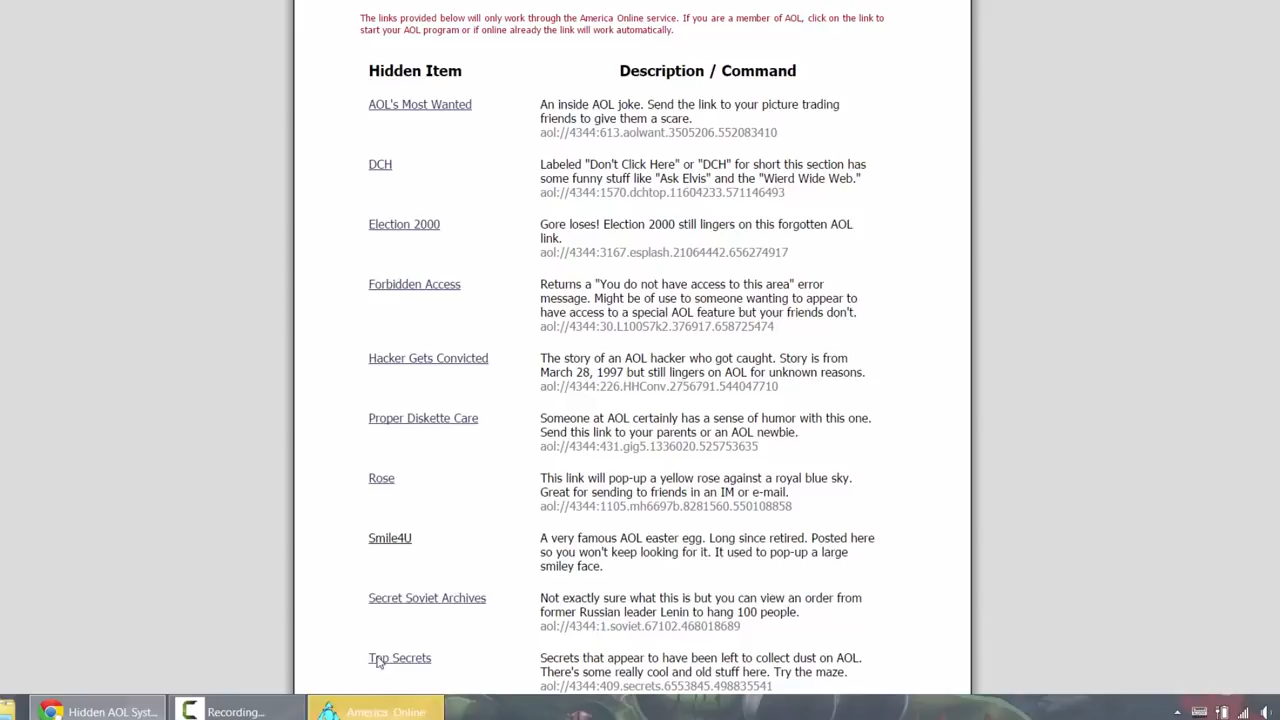 The links provided below will only work through the America Online service. If you are a member of AOL, click on the link to
start your AOL program or if online already the link will work automatically.
Hidden Item
Description / Command
AOL's Most Wanted
An inside AOL joke. Send the link to your picture trading
friends to give them a scare.
aol://4344:613.aolwant.3505206.552083410
DCH
Labeled "Don't Click Here" or "DCH" for short this section has
some funny stuff like "Ask Elvis" and the "Wierd Wide Web."
aol://4344:1570.dchtop.11604233.571146493
Election 2000
Gore loses! Election 2000 still lingers on this forgotten AOL
link.
aol://4344:3167.esplash.21064442.656274917
Forbidden Access
Returns a "You do not have access to this area" error
message. Might be of use to someone wanting to appear to
have access to a special AOL feature but your friends don't.
aol://4344:30.L100S7k2.376917.658725474
Hacker Gets Convicted
The story of an AOL hacker who got caught. Story is from
March 28, 1997 but still lingers on AOL for unknown reasons.
aol://4344:226.HHConv.2756791.544047710
Proper Diskette Care
Someone at AOL certainly has a sense of humor with this one.
Send this link to your parents or an AOL newbie.
aol://4344:431.gig5.1336020.525753635
Rose
This link will pop-up a yellow rose against a royal blue sky.
Great for sending to friends in an IM or e-mail.
aol://4344:1105.mh6697b.8281560.550108858
Smile4U
A very famous AOL easter egg. Long since retired. Posted here
so you won't keep looking for it. It used to pop-up a large
smiley face.
Secret Soviet Archives
Not exactly sure what this is but you can view an order from
former Russian leader Lenin to hang 100 people.
aol://4344:1.soviet.67102.468018689
Top Secrets
Secrets that appear to have been left to collect dust on AOL.
There's some really cool and old stuff here. Try the maze.
aol://4344:409.secrets.6553845.498835541
Hidden AOL Syst...
Recording...
America Online